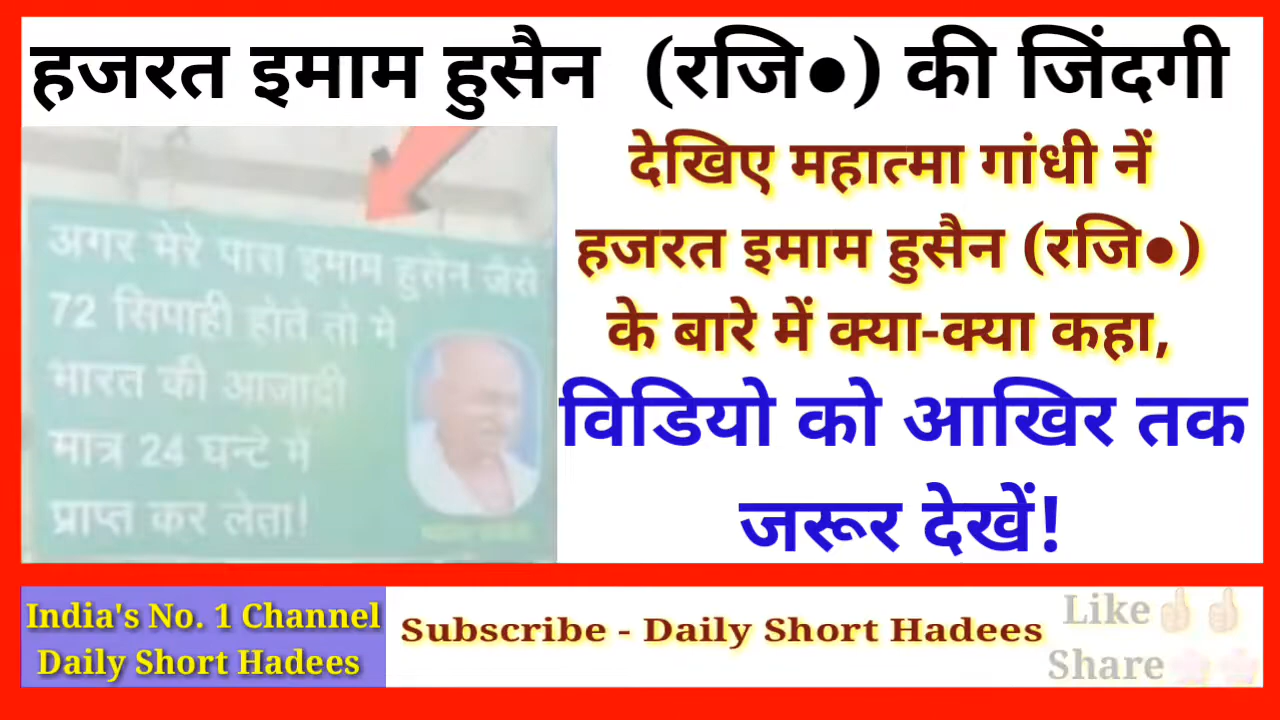 हजरत इमाम हुसैन (रजि●) की जिंदगी
अगर मेरे पास इमाम हुसैन जैसे
72 सिपाही होते तो मे
भारत की आजादी
मात्र 24 घन्टे में
प्राप्त कर लेता!
देखिए महात्मा गांधी नें
हजरत इमाम हुसैन (रजि●)
के बारे में क्या-क्या कहा,
विडियो को आखिर तक
जरूर देखें!
India's No. 1 Channel
Daily Short Hadees
Subscribe - Daily Short Hadees
Like👍🏻👍🏻
Share